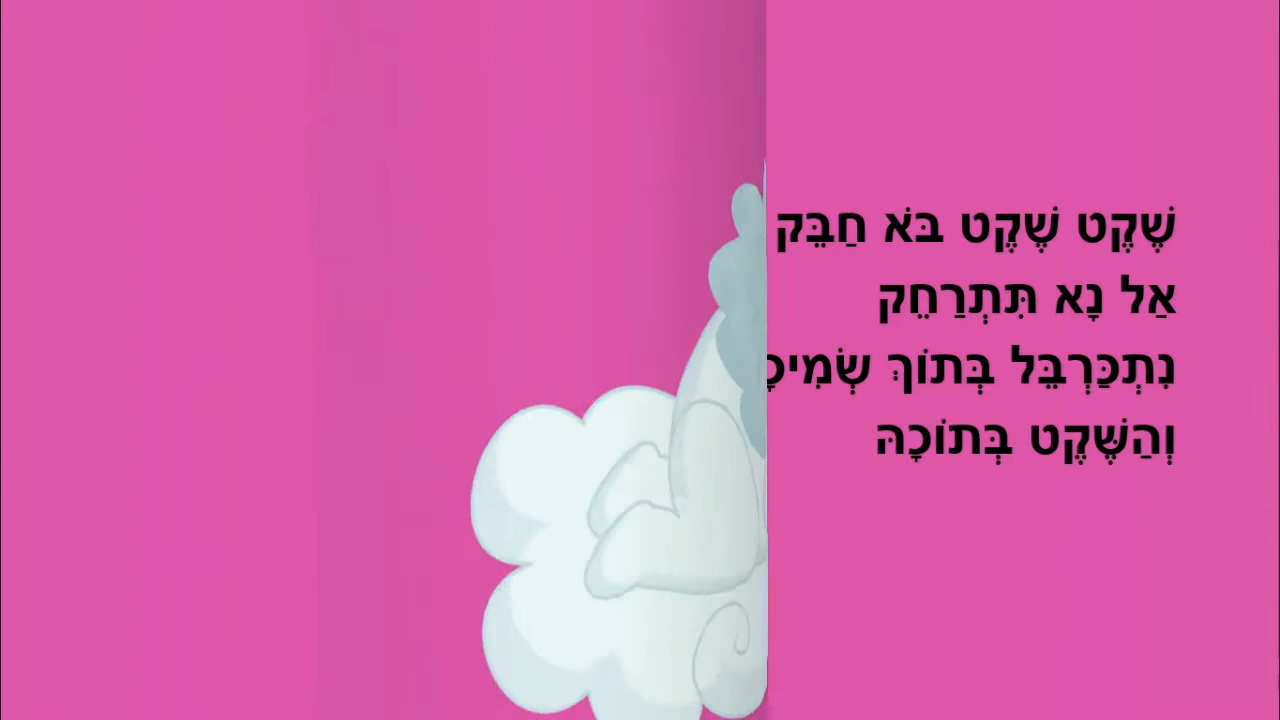 שֶׁקֶט שֶׁקֶט בֹּא חַבֵּק
אַל נָא תִּתְרַחֵק
נִתְכַּרְבֵּל בְּתוֹךְ
וְהַשֶּׁקֶט בְּתוֹכָהּ